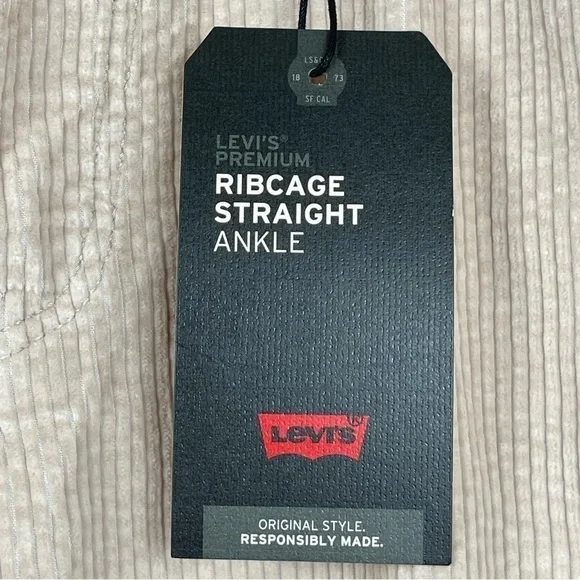 LS&CO
18 73
SF CAL
LEVI'S®
PREMIUM
RIBCAGE
STRAIGHT
ANKLE
LEVI'S ®
ORIGINAL STYLE.
RESPONSIBLY MADE.